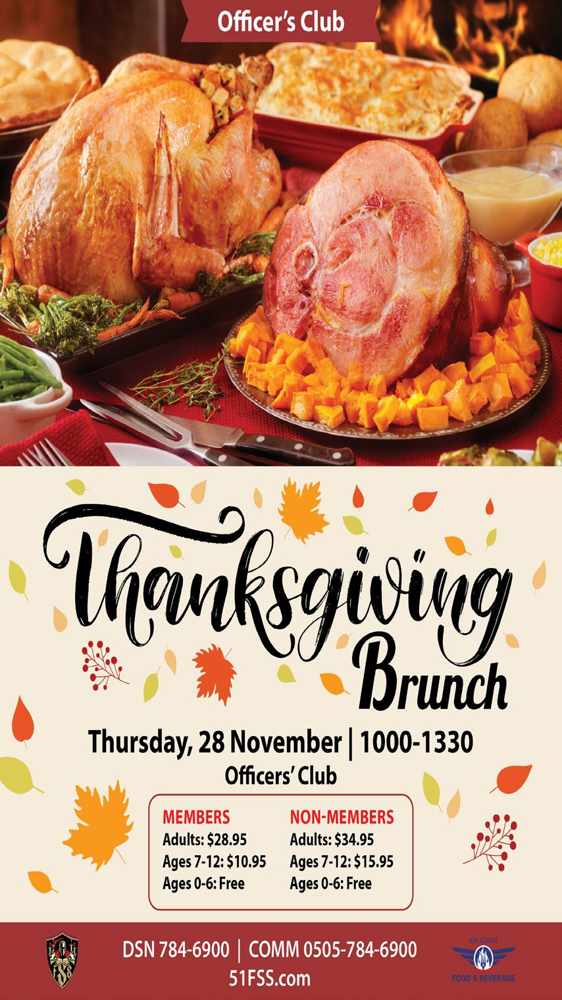 Officer's Club
Thanksgiving
Brunch
Thursday, 28 November | 1000-1330
Officers' Club
MEMBERS
Adults: $28.95
Ages 7-12: $10.95
Ages 0-6: Free
NON-MEMBERS
Adults: $34.95
Ages 7-12: $15.95
Ages 0-6: Free
DSN 784-6900 | COMM 0505-784-6900
51FSS.com
FSS
AIR FORCE
FOOD & BEVERAGE